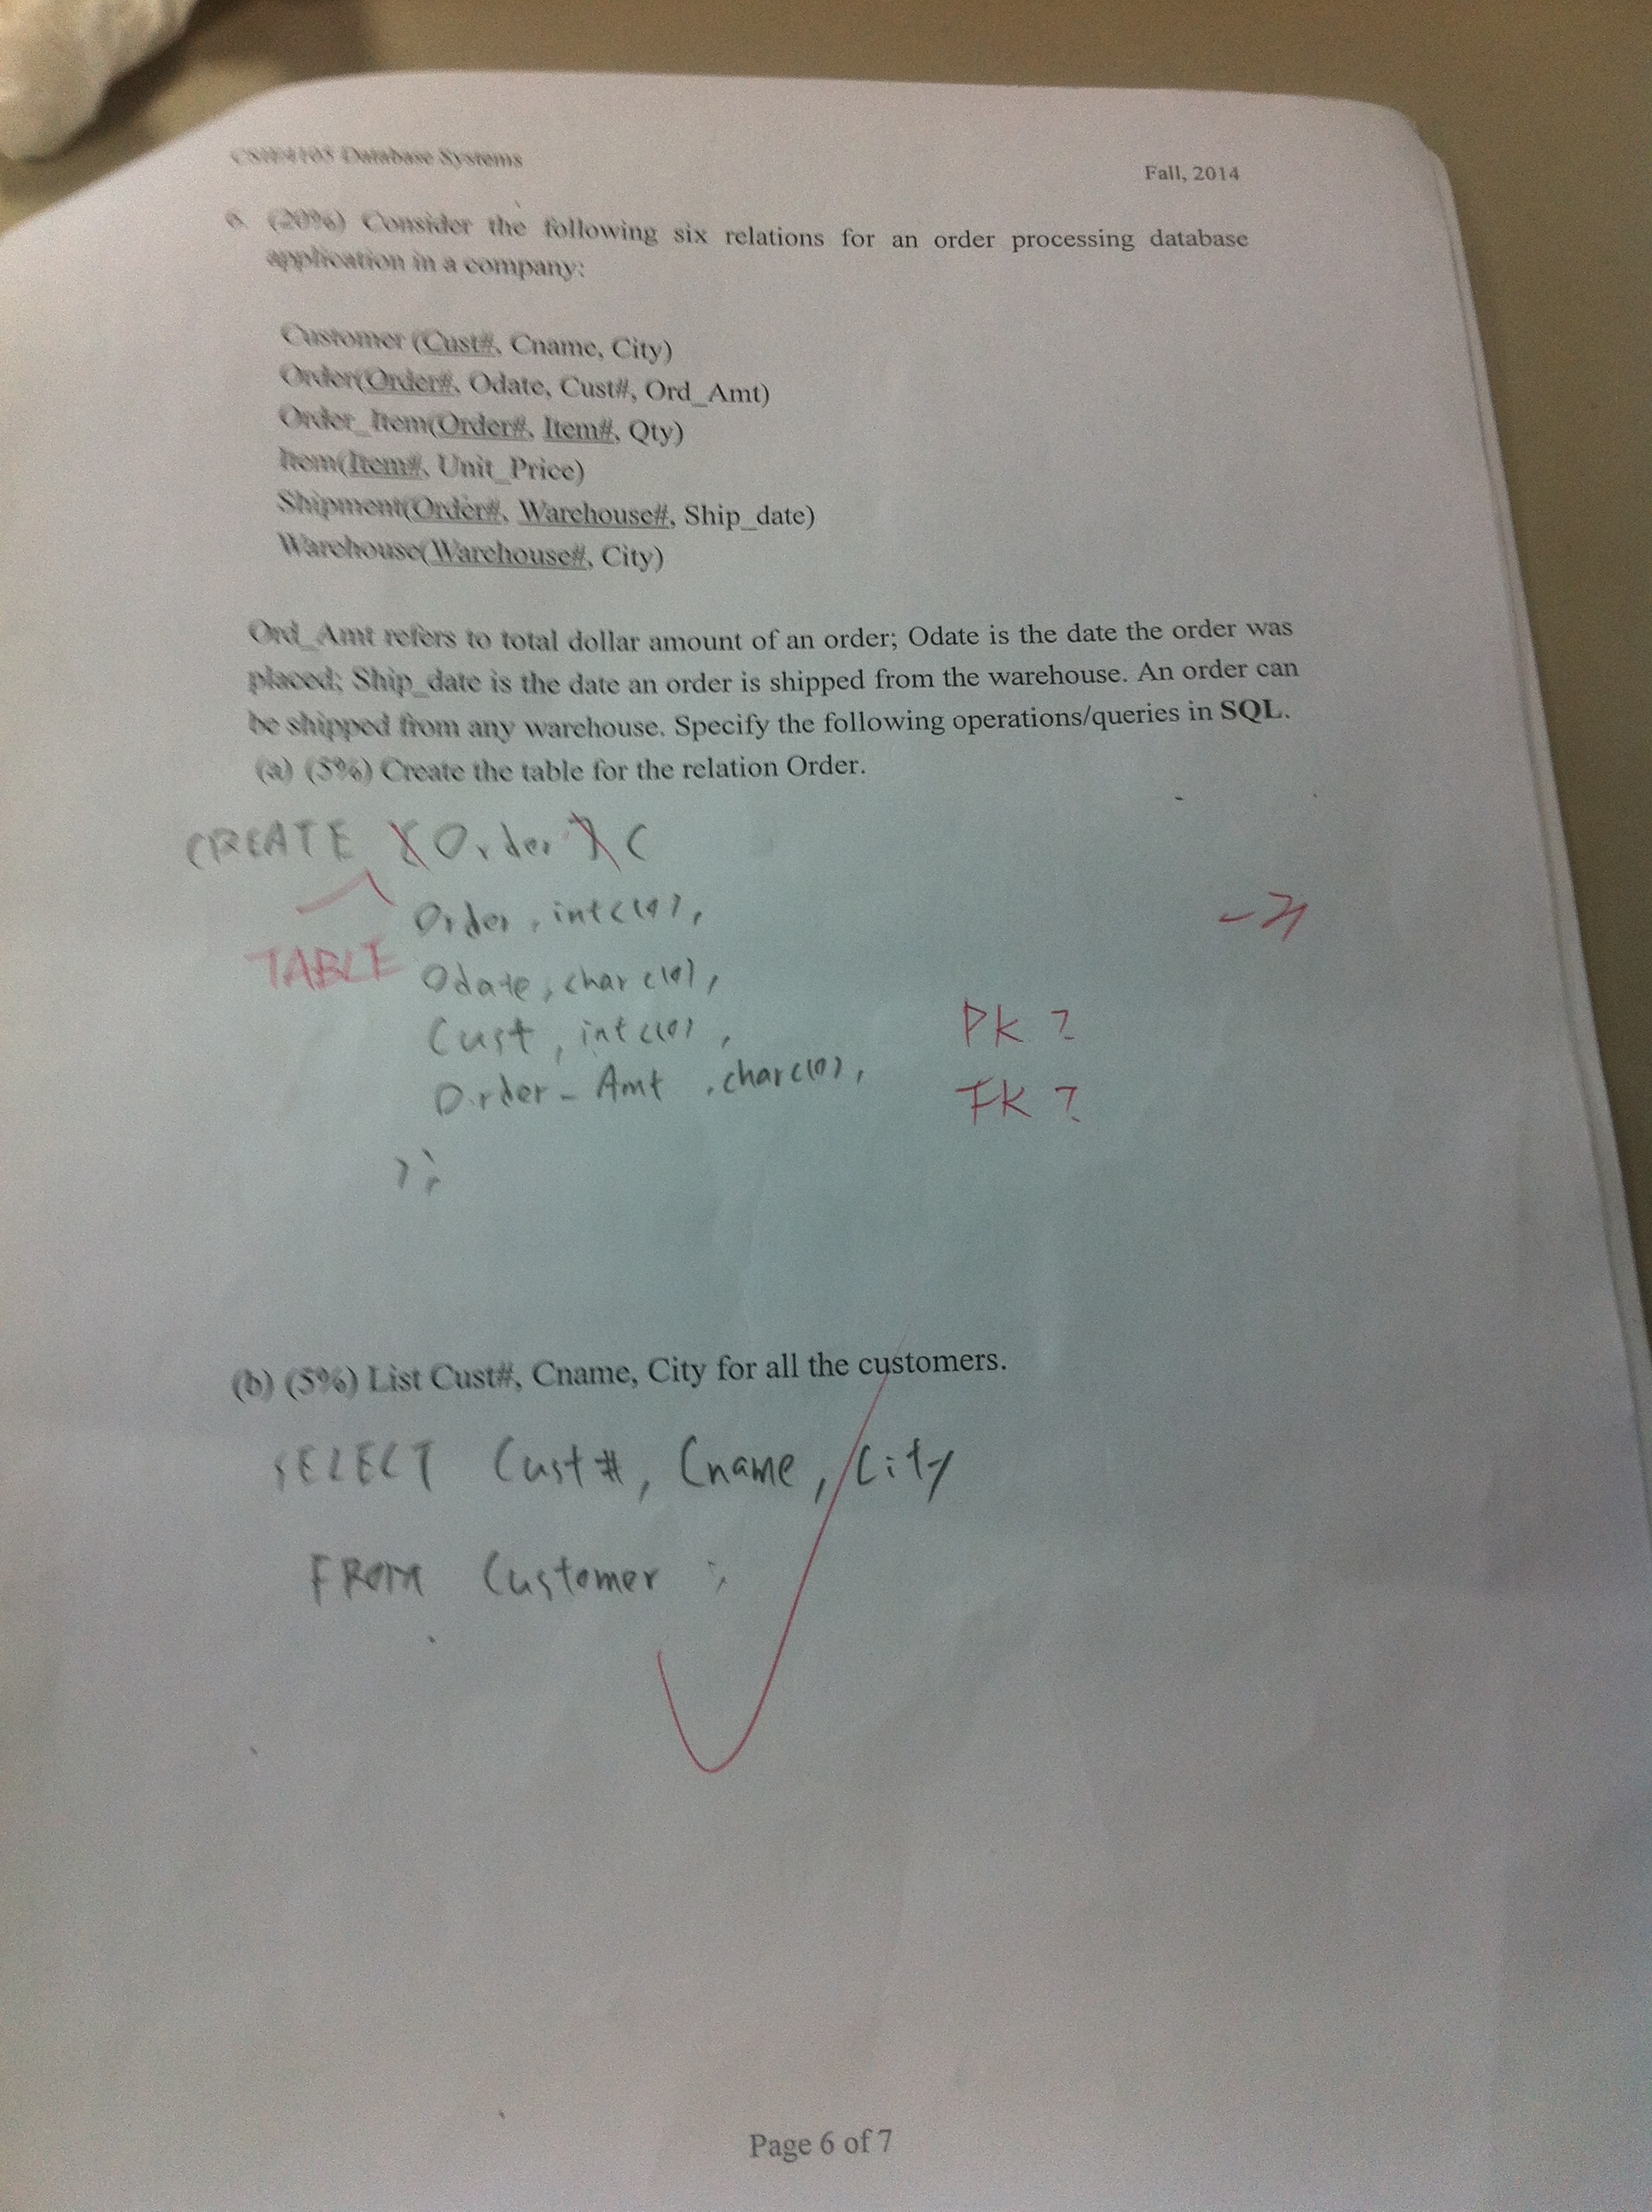 Database Systems
Fall, 2014
(20%) Consider the following six relations for an order processing database
application in a company:
Customer (Cust#, Cname, City)
Order(Order#, Odate, Cust#, Ord_Amt)
Order_Item(Order#, Item#, Qty)
Item(Item#, Unit_Price)
Shipment(Order#, Warehouse#, Ship_date)
Warehouse(Warehouse#, City)
Ord_Amt refers to total dollar amount of an order; Odate is the date the order was
placed; Ship_date is the date an order is shipped from the warehouse. An order can
be shipped from any warehouse. Specify the following operations/queries in SQL.
(a) (5%) Create the table for the relation Order.
CREATE (Order) (
TABLE
Order, int(10),
Odate, char(10),
Cust, int(10),
Order_Amt, char(10),
);
PK?
FK?
(b) (5%) List Cust#, Cname, City for all the customers.
SELECT Cust#, Cname, City
FROM Customer ;
Page 6 of 7